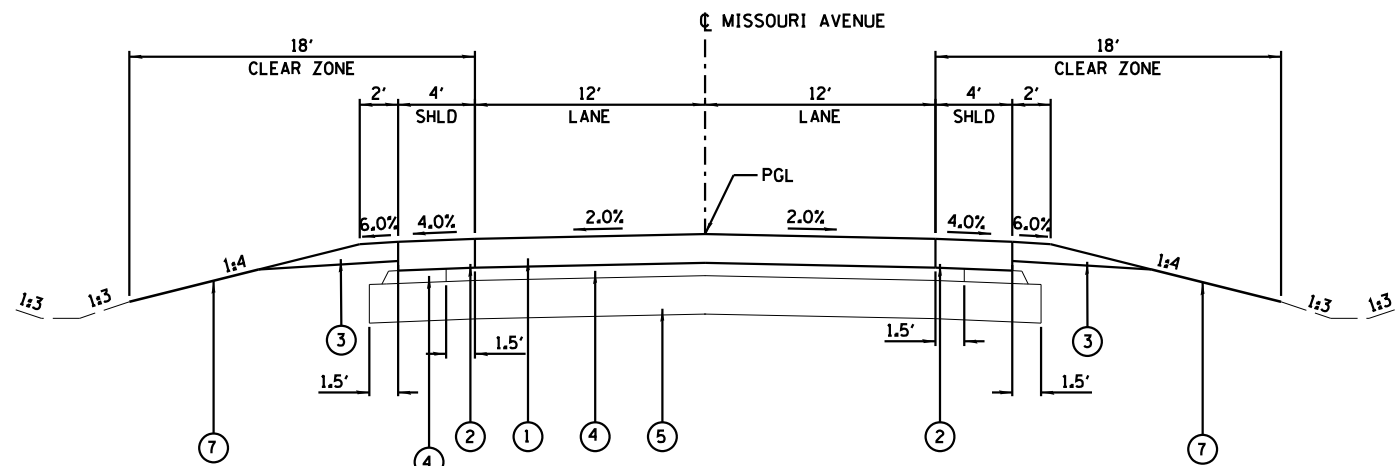 ℄ MISSOURI AVENUE
18' 18'
CLEAR ZONE CLEAR ZONE
2' 4' 12' 12' 4' 2'
SHLD LANE LANE SHLD
PGL
6.0% 4.0% 2.0% 2.0% 4.0% 6.0%
1:4 1:4
1:3 1:3 1:3 1:3
3 1.5' 1.5' 3
1.5' 1.5'
7 4 2 1 4 5 2 7